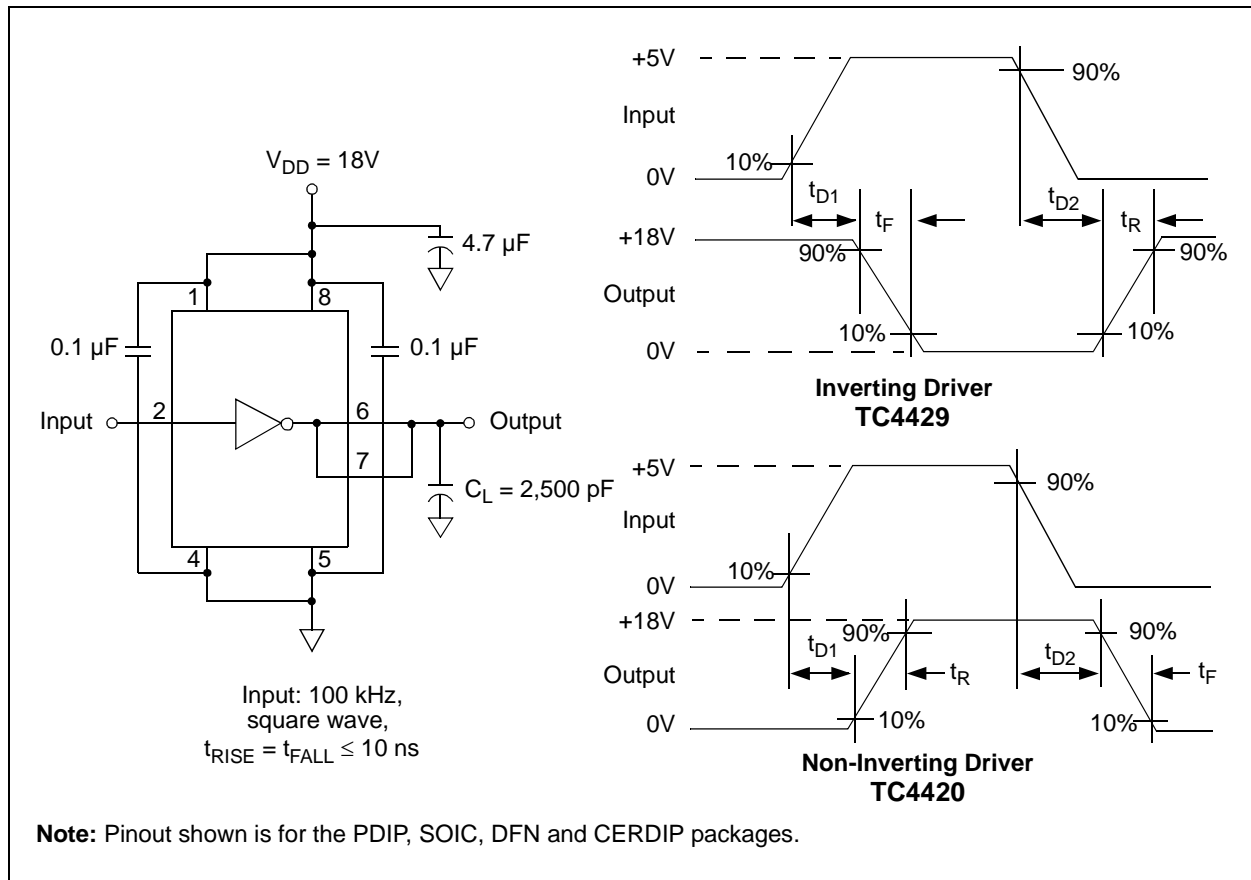 V_DD = 18V
4.7 µF
1
8
0.1 µF
0.1 µF
Input
2
6
Output
7
C_L = 2,500 pF
4
5
Input: 100 kHz,
square wave,
t_RISE = t_FALL ≤ 10 ns
+5V
90%
Input
10%
0V
t_D1
t_F
t_D2
t_R
+18V
90%
90%
Output
10%
10%
0V
Inverting Driver
TC4429
+5V
90%
Input
10%
0V
+18V
90%
90%
t_D1
t_R
t_D2
t_F
Output
10%
10%
0V
Non-Inverting Driver
TC4420
Note: Pinout shown is for the PDIP, SOIC, DFN and CERDIP packages.